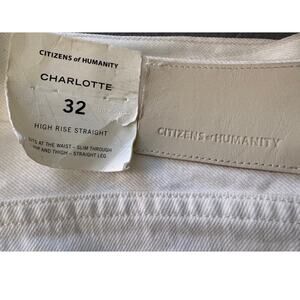 CITIZENS of HUMANITY
CHARLOTTE
32
HIGH RISE STRAIGHT
SITS AT THE WAIST - SLIM THROUGH
HIP AND THIGH - STRAIGHT LEG
CITIZENS of HUMANITY